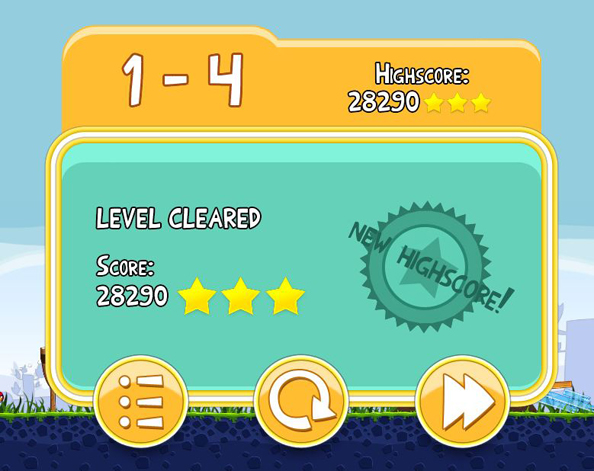 1 - 4
Highscore:
28290
LEVEL CLEARED
Score:
28290
NEW HIGHSCORE!